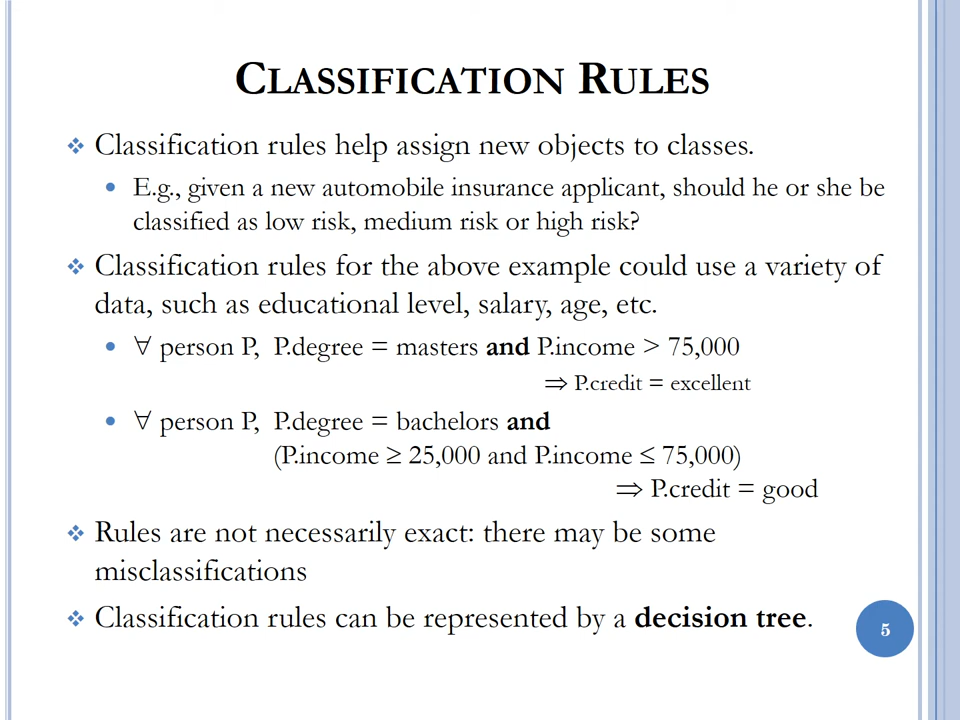 CLASSIFICATION RULES
❖ Classification rules help assign new objects to classes.
• E.g., given a new automobile insurance applicant, should he or she be
classified as low risk, medium risk or high risk?
❖ Classification rules for the above example could use a variety of
data, such as educational level, salary, age, etc.
• ∀ person P, P.degree = masters and P.income > 75,000
⇒ P.credit = excellent
• ∀ person P, P.degree = bachelors and
(P.income ≥ 25,000 and P.income ≤ 75,000)
⇒ P.credit = good
❖ Rules are not necessarily exact: there may be some
misclassifications
❖ Classification rules can be represented by a decision tree.
5